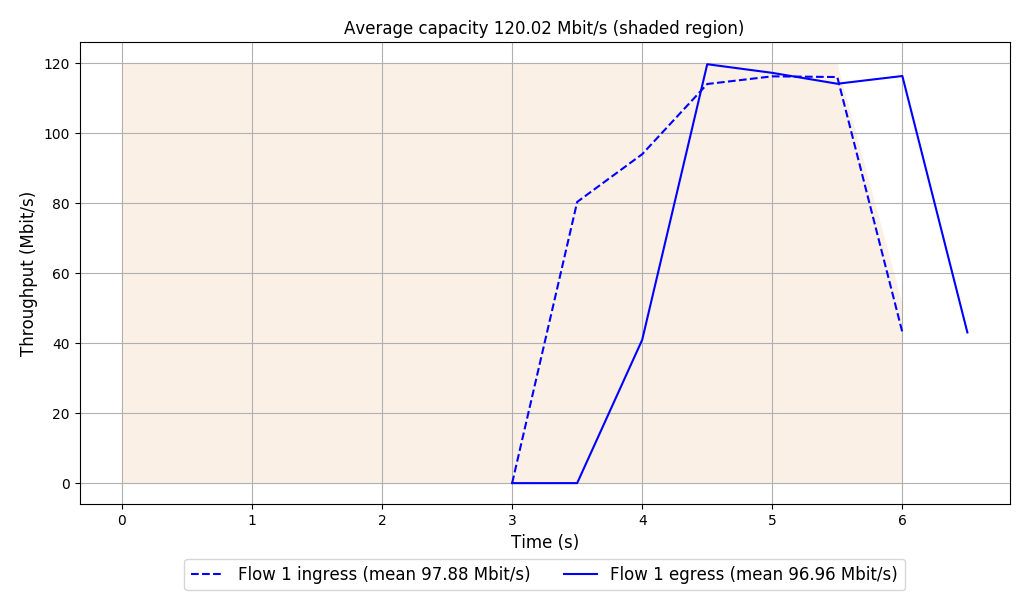 Average capacity 120.02 Mbit/s (shaded region)
Throughput (Mbit/s)
120
100
80
60
40
20
0
0 1 2 3 4 5 6
Time (s)
Flow 1 ingress (mean 97.88 Mbit/s) Flow 1 egress (mean 96.96 Mbit/s)